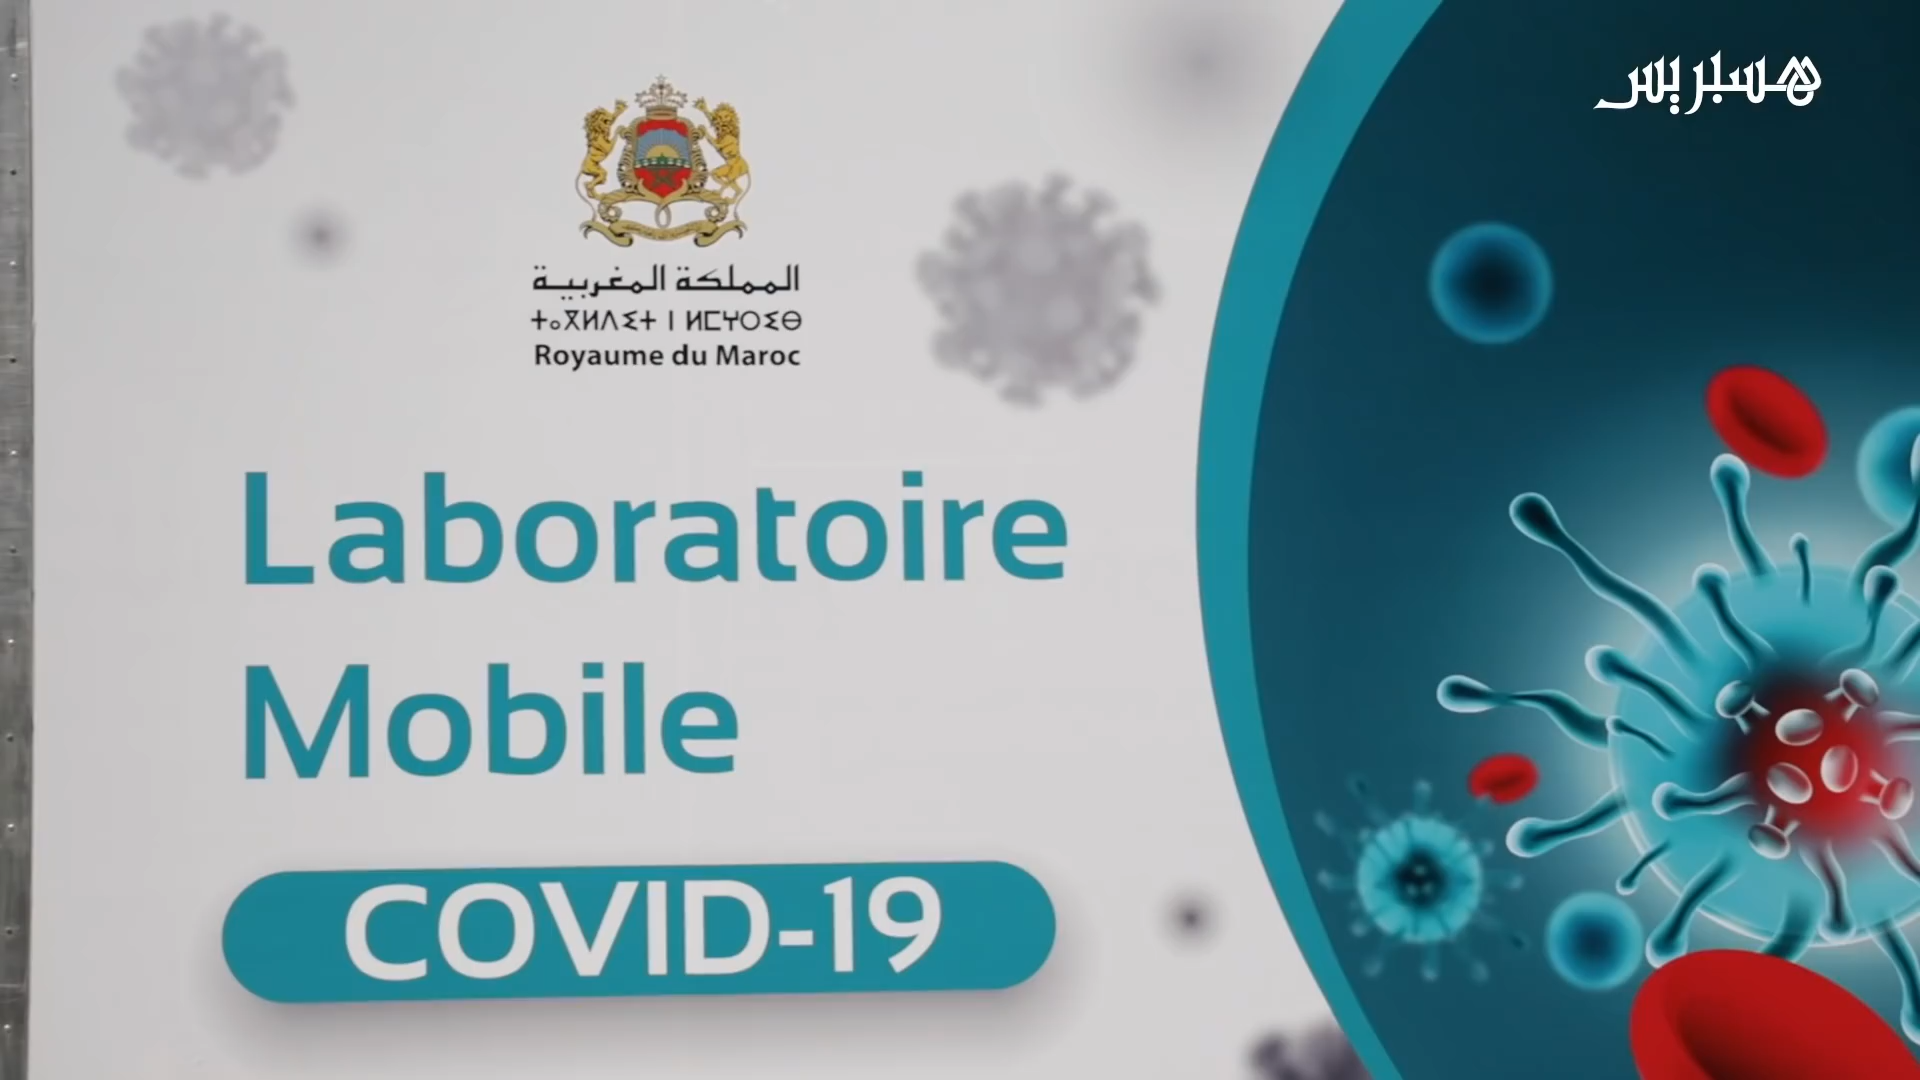 هسبريس
المملكة المغربية
ⵜⴰⴳⵍⴷⵉⵜ ⵏ ⵍⵎⵖⵔⵉⴱ
Royaume du Maroc
Laboratoire
Mobile
COVID-19